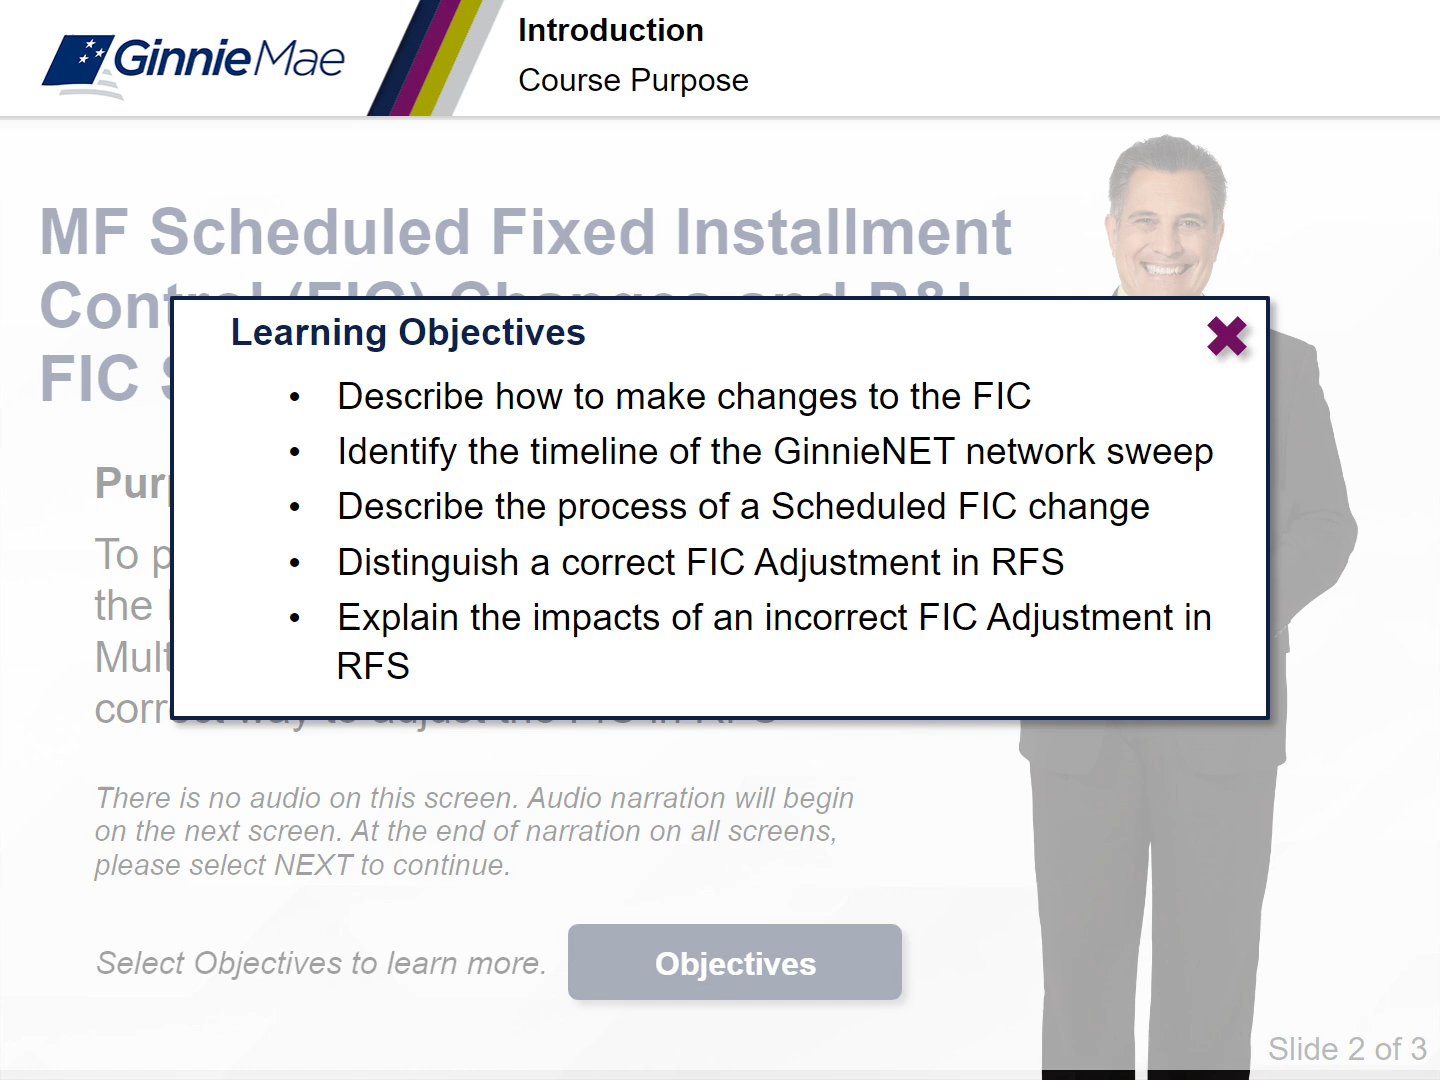 GinnieMae
Introduction
Course Purpose
MF Scheduled Fixed Installment
FIC
Learning Objectives
• Describe how to make changes to the FIC
• Identify the timeline of the GinnieNET network sweep
• Describe the process of a Scheduled FIC change
• Distinguish a correct FIC Adjustment in RFS
• Explain the impacts of an incorrect FIC Adjustment in
RFS
To
the
There is no audio on this screen. Audio narration will begin
on the next screen. At the end of narration on all screens,
please select NEXT to continue.
Select Objectives to learn more.
Objectives
Slide 2 of 3